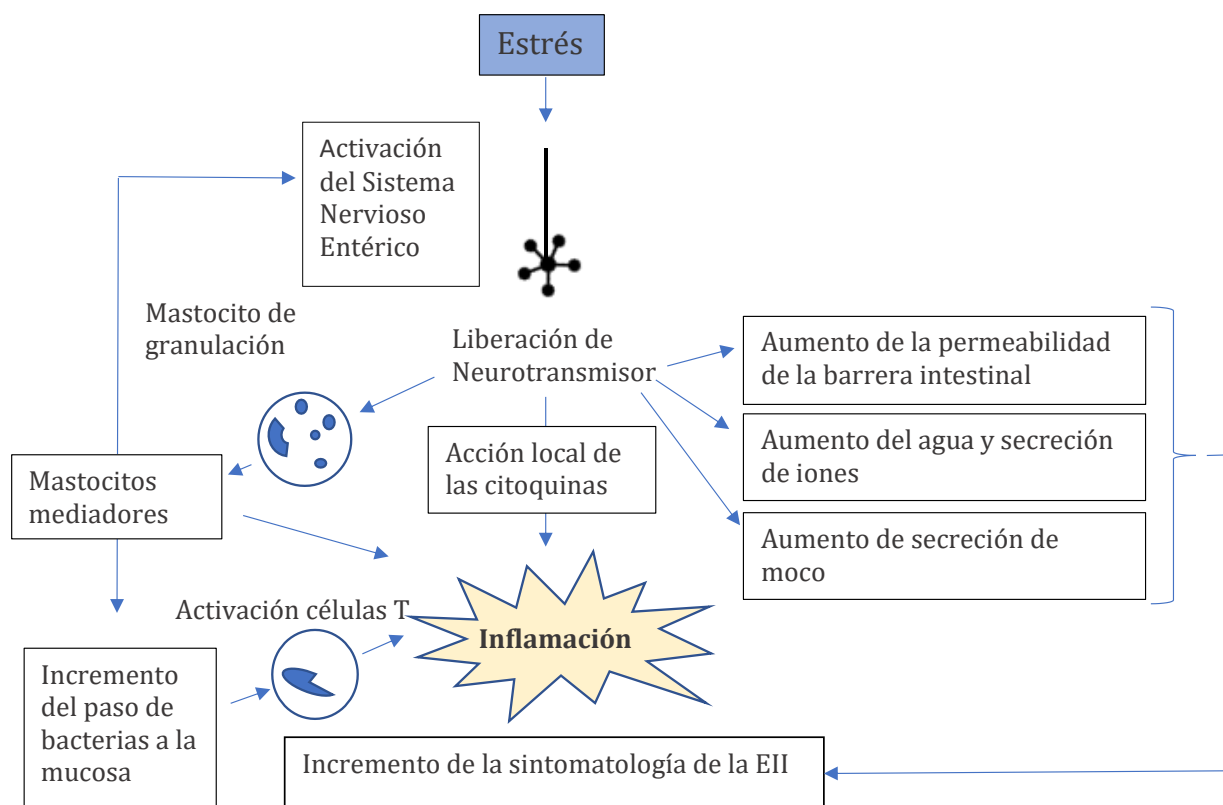 Estrés
Activación
del Sistema
Nervioso
Entérico
Mastocito de
granulación
Liberación de
Neurotransmisor
Aumento de la permeabilidad
de la barrera intestinal
Aumento del agua y secreción
de iones
Aumento de secreción de
moco
Acción local de
las citoquinas
Mastocitos
mediadores
Activación células T
Inflamación
Incremento
del paso de
bacterias a la
mucosa
Incremento de la sintomatología de la EII